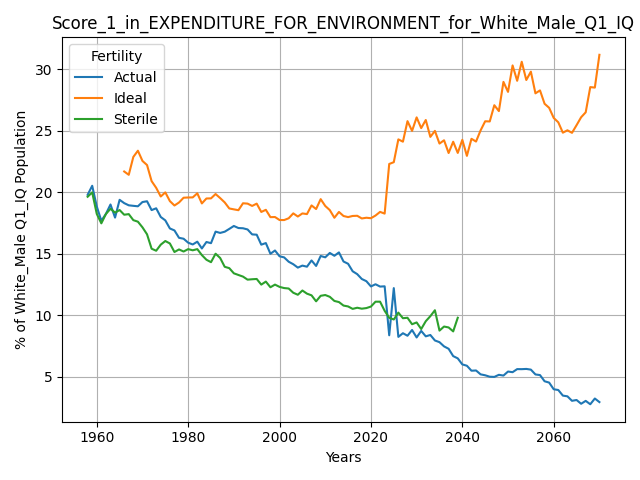 Score_1_in_EXPENDITURE_FOR_ENVIRONMENT_for_White_Male_Q1_IQ
Fertility
Actual
Ideal
Sterile
% of White_Male Q1_IQ Population
30
25
20
15
10
5
1960 1980 2000 2020 2040 2060
Years